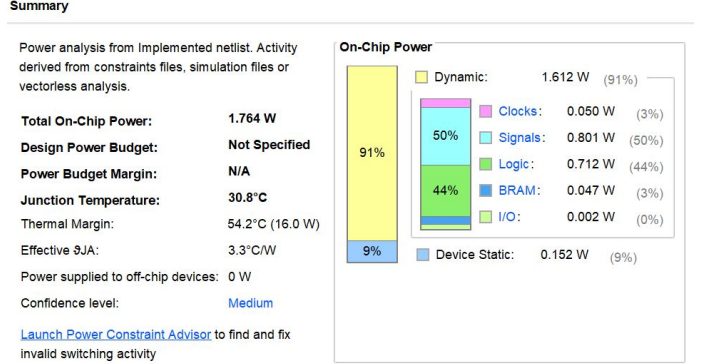 Summary
Power analysis from Implemented netlist. Activity
derived from constraints files, simulation files or
vectorless analysis.
Total On-Chip Power: 1.764 W
Design Power Budget: Not Specified
Power Budget Margin: N/A
Junction Temperature: 30.8°C
Thermal Margin: 54.2°C (16.0 W)
Effective ϑJA: 3.3°C/W
Power supplied to off-chip devices: 0 W
Confidence level: Medium
Launch Power Constraint Advisor to find and fix
invalid switching activity
On-Chip Power
91%
9%
Dynamic: 1.612 W (91%)
50%
44%
Clocks: 0.050 W (3%)
Signals: 0.801 W (50%)
Logic: 0.712 W (44%)
BRAM: 0.047 W (3%)
I/O: 0.002 W (0%)
Device Static: 0.152 W (9%)